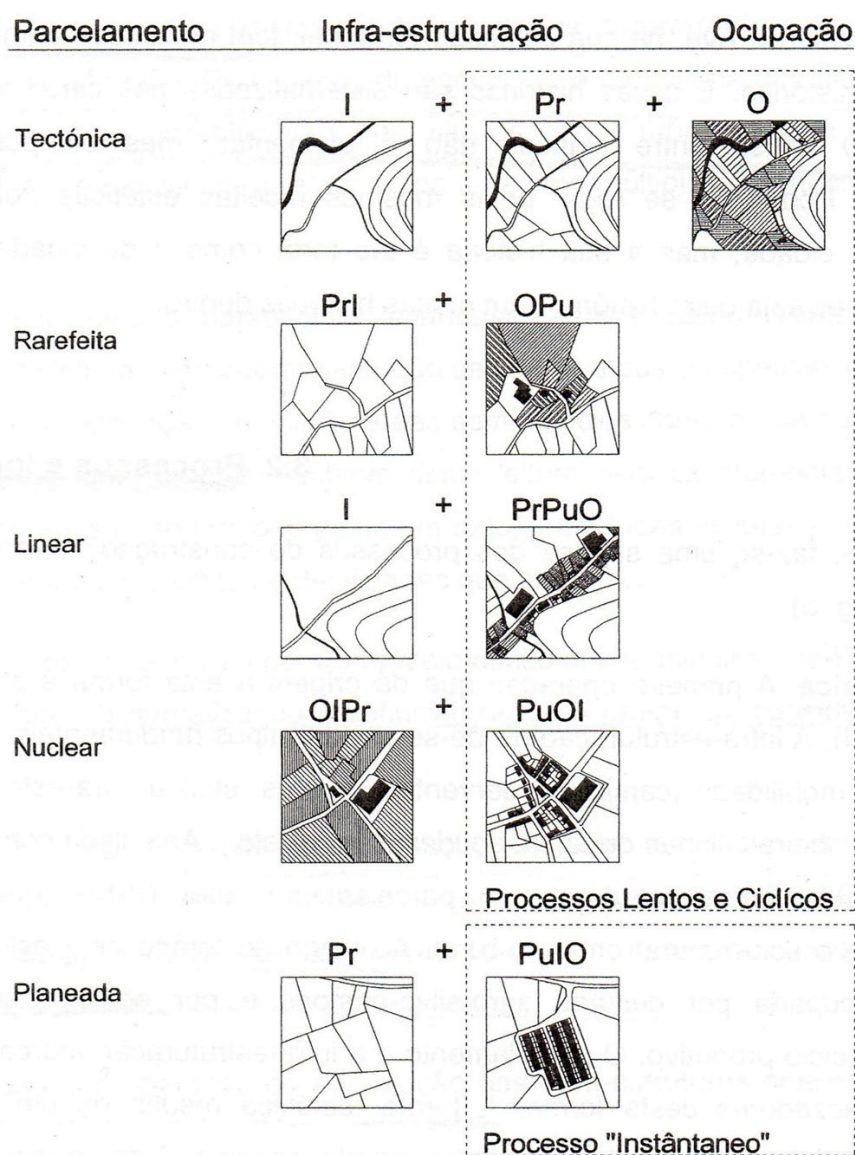 Parcelamento Infra-estruturação Ocupação
I + Pr + O
Tectónica
PrI + OPu
Rarefeita
I + PrPuO
Linear
OIPr + PuOI
Nuclear
Processos Lentos e Ciclícos
Pr + PuIO
Planeada
Processo "Instântaneo"